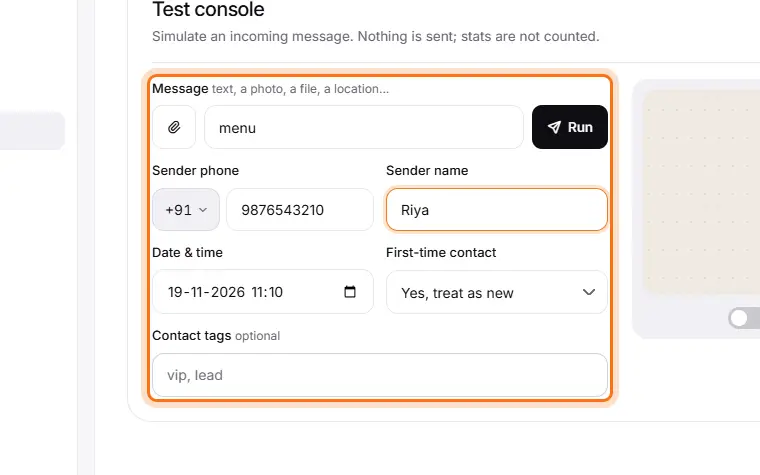 Test console
Simulate an incoming message. Nothing is sent; stats are not counted.
Message text, a photo, a file, a location...
menu
Run
Sender phone
Sender name
+91
9876543210
Riya
Date & time
First-time contact
19-11-2026 11:10
Yes, treat as new
Contact tags optional
vip, lead